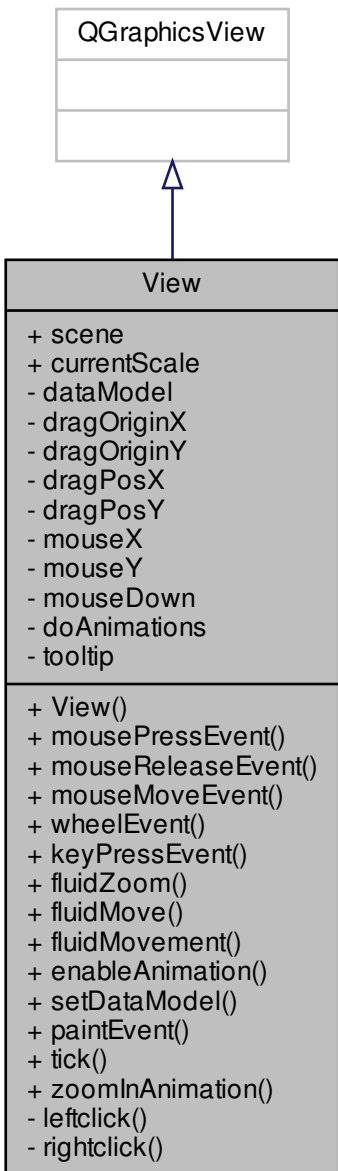 QGraphicsView
View
+ scene
+ currentScale
- dataModel
- dragOriginX
- dragOriginY
- dragPosX
- dragPosY
- mouseX
- mouseY
- mouseDown
- doAnimations
- tooltip
+ View()
+ mousePressEvent()
+ mouseReleaseEvent()
+ mouseMoveEvent()
+ wheelEvent()
+ keyPressEvent()
+ fluidZoom()
+ fluidMove()
+ fluidMovement()
+ enableAnimation()
+ setDataModel()
+ paintEvent()
+ tick()
+ zoomInAnimation()
- leftclick()
- rightclick()